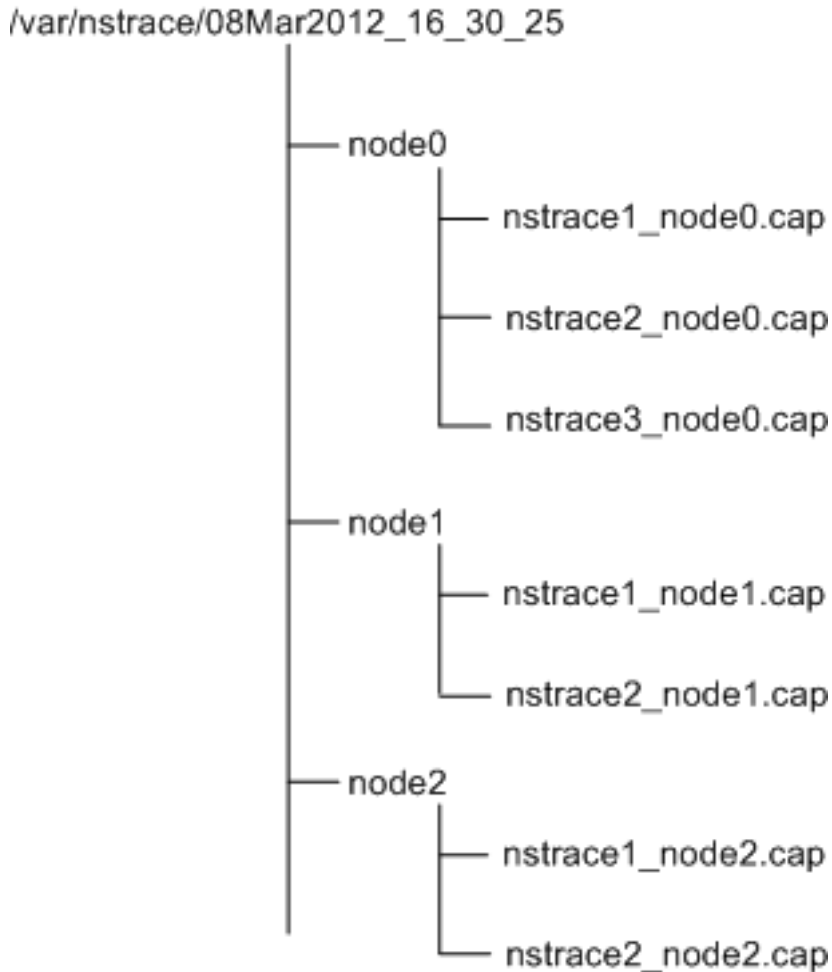 /var/nstrace/08Mar2012_16_30_25
node0
nstrace1_node0.cap
nstrace2_node0.cap
nstrace3_node0.cap
node1
nstrace1_node1.cap
nstrace2_node1.cap
node2
nstrace1_node2.cap
nstrace2_node2.cap